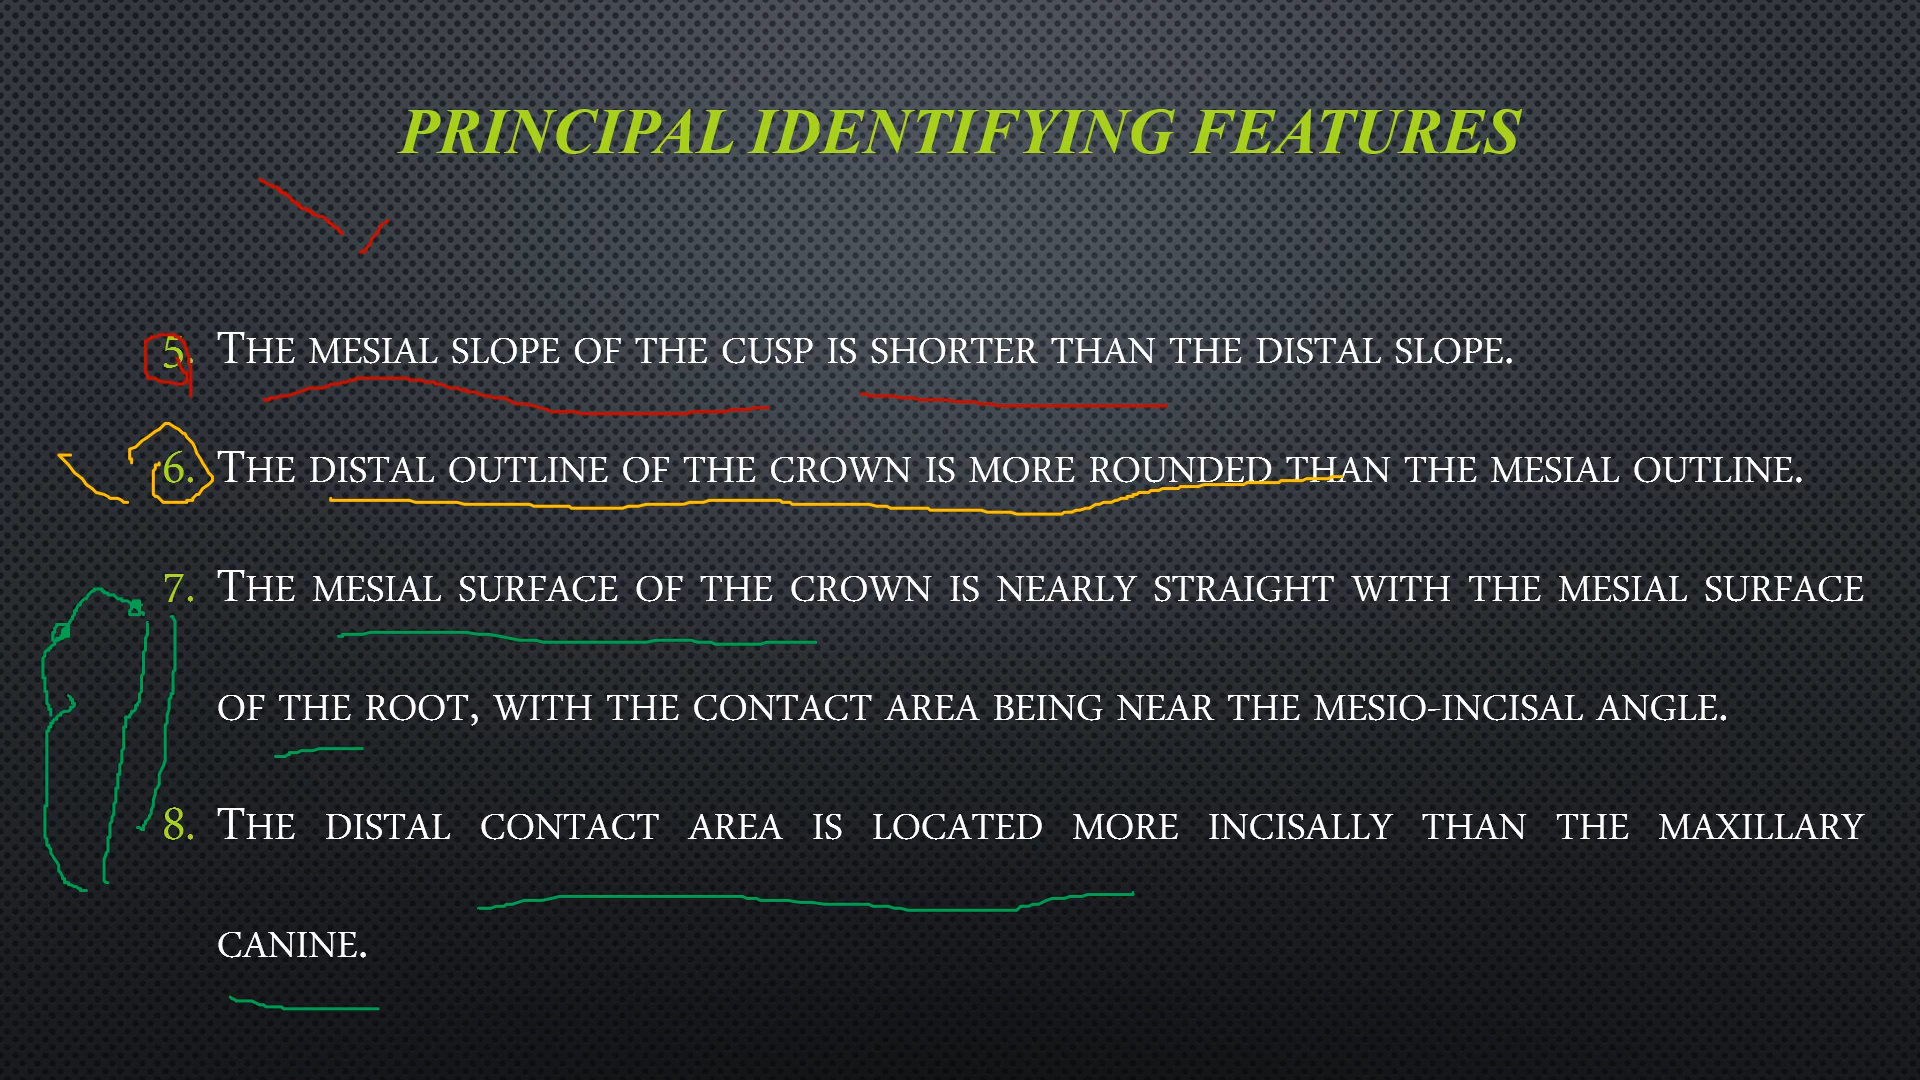 PRINCIPAL IDENTIFYING FEATURES
5. THE MESIAL SLOPE OF THE CUSP IS SHORTER THAN THE DISTAL SLOPE.
6. THE DISTAL OUTLINE OF THE CROWN IS MORE ROUNDED THAN THE MESIAL OUTLINE.
7. THE MESIAL SURFACE OF THE CROWN IS NEARLY STRAIGHT WITH THE MESIAL SURFACE
OF THE ROOT, WITH THE CONTACT AREA BEING NEAR THE MESIO-INCISAL ANGLE.
8. THE DISTAL CONTACT AREA IS LOCATED MORE INCISALLY THAN THE MAXILLARY
CANINE.